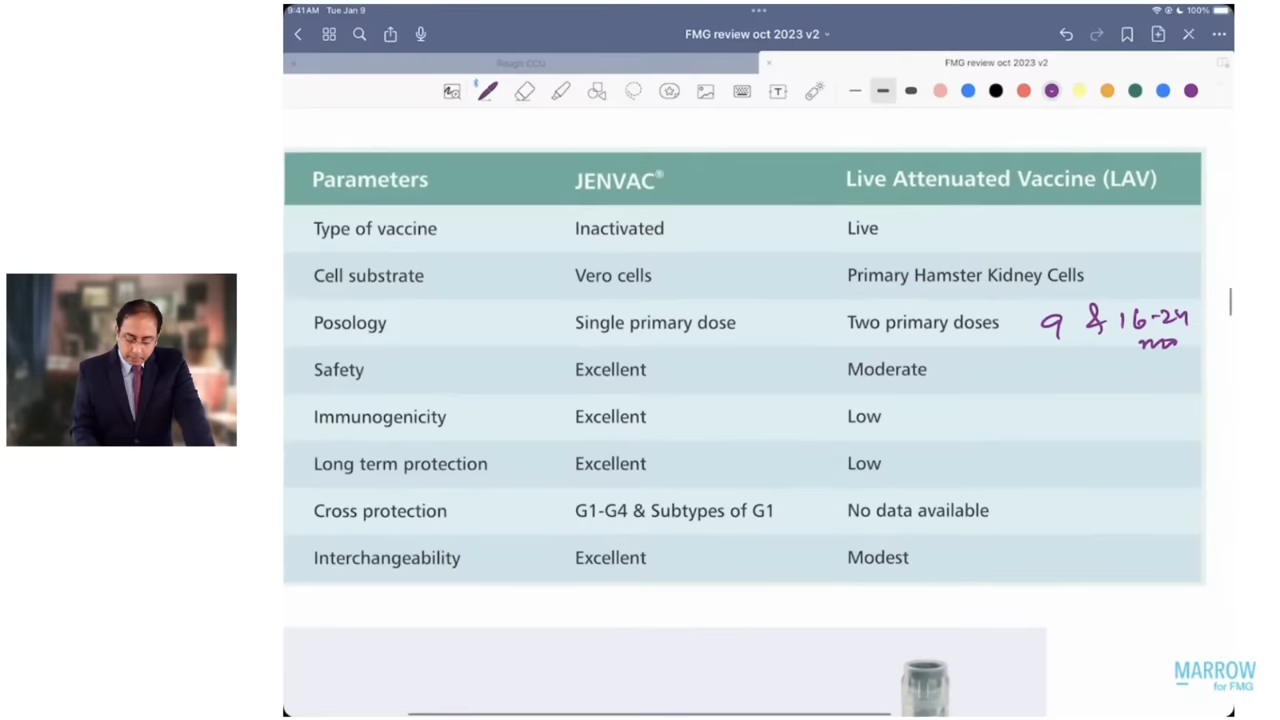 9:41 AM Tue Jan 9
100%
FMG review oct 2023 v2
Rough CCU
FMG review oct 2023 v2
T
Parameters JENVAC® Live Attenuated Vaccine (LAV)
Type of vaccine Inactivated Live
Cell substrate Vero cells Primary Hamster Kidney Cells
Posology Single primary dose Two primary doses 9 & 16-24
mo
Safety Excellent Moderate
Immunogenicity Excellent Low
Long term protection Excellent Low
Cross protection G1-G4 & Subtypes of G1 No data available
Interchangeability Excellent Modest
MARROW
for FMG